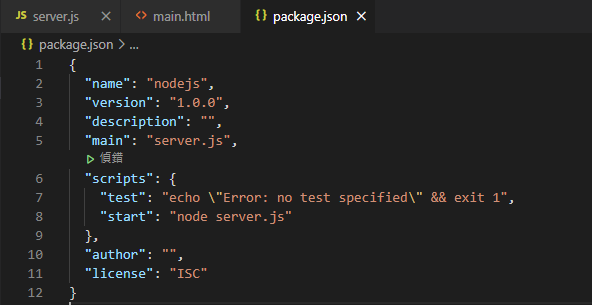 JS server.js × <> main.html {} package.json ×
{} package.json > ...
1 {
2 "name": "nodejs",
3 "version": "1.0.0",
4 "description": "",
5 "main": "server.js",
▷ 偵錯
6 "scripts": {
7 "test": "echo \"Error: no test specified\" && exit 1",
8 "start": "node server.js"
9 },
10 "author": "",
11 "license": "ISC"
12 }